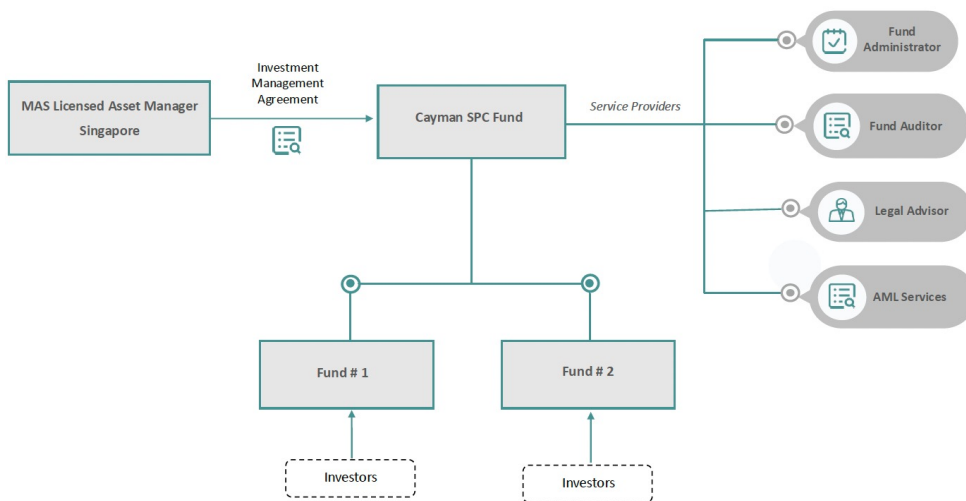 Investment
Management
Agreement
MAS Licensed Asset Manager
Singapore
Cayman SPC Fund
Service Providers
Fund
Administrator
Fund Auditor
Legal Advisor
AML Services
Fund # 1
Fund # 2
Investors
Investors